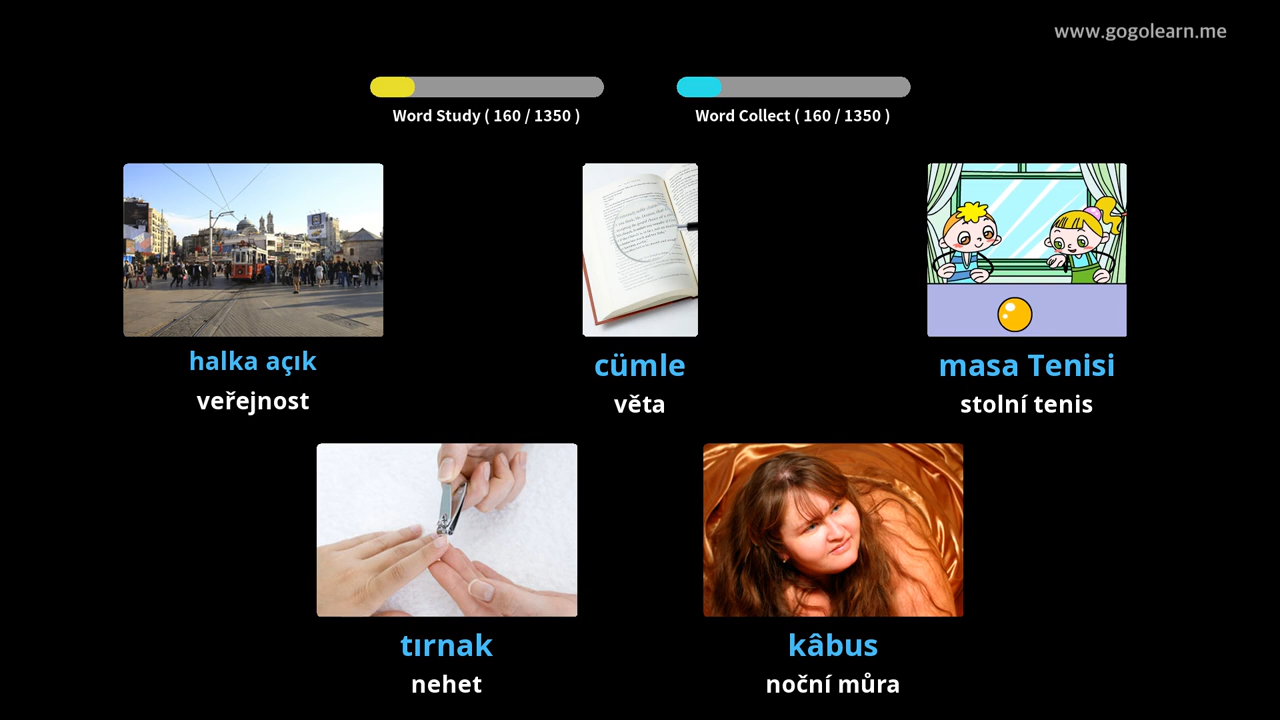 www.gogolearn.me
Word Study ( 160 / 1350 )
Word Collect ( 160 / 1350 )
halka açık
veřejnost
cümle
věta
masa Tenisi
stolní tenis
tırnak
nehet
kâbus
noční můra